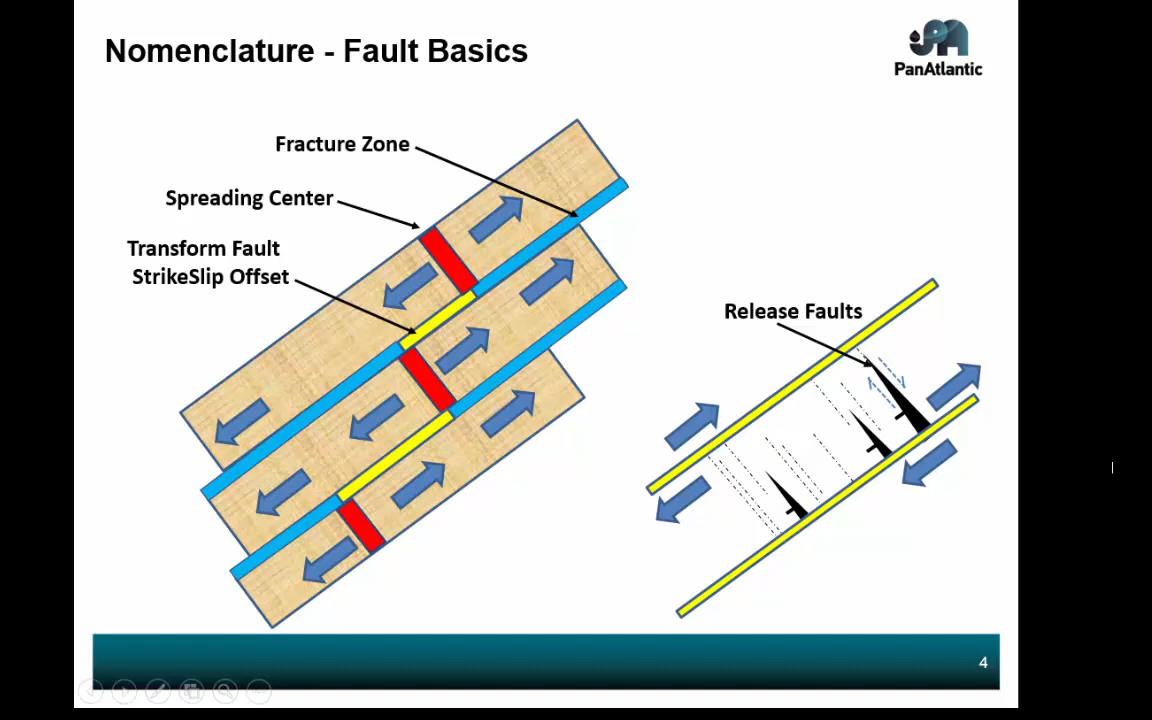 Nomenclature - Fault Basics
PanAtlantic
Fracture Zone
Spreading Center
Transform Fault
StrikeSlip Offset
Release Faults
4